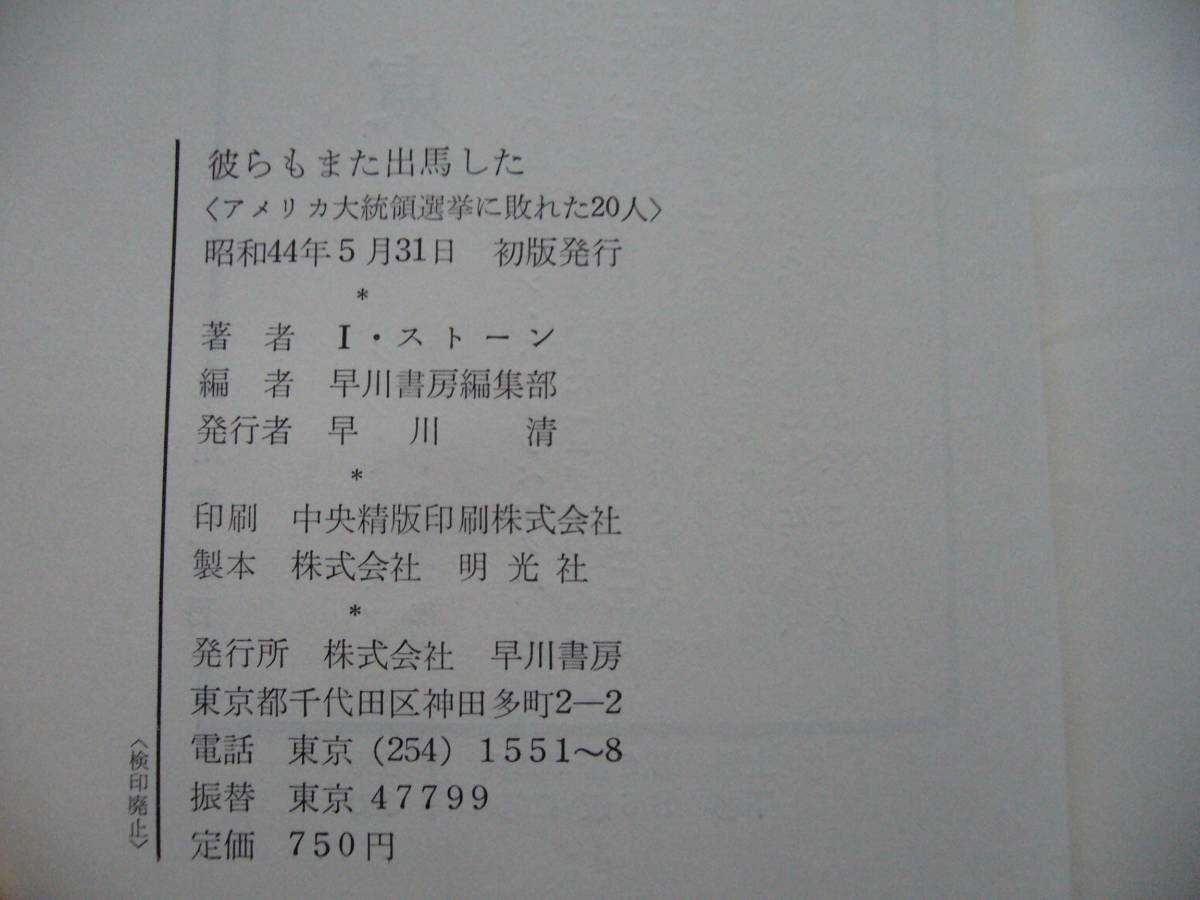 彼らもまた出馬した
〈アメリカ大統領選挙に敗れた20人〉
昭和44年5月31日　初版発行
*
著　者　I・ストーン
編　者　早川書房編集部
発行者　早　川　　清
*
印刷　中央精版印刷株式会社
製本　株式会社　明光社
*
発行所　株式会社　早川書房
東京都千代田区神田多町2—2
電話　東京（254）1551〜8
振替　東京 47799
定価　750円
〈検印廃止〉